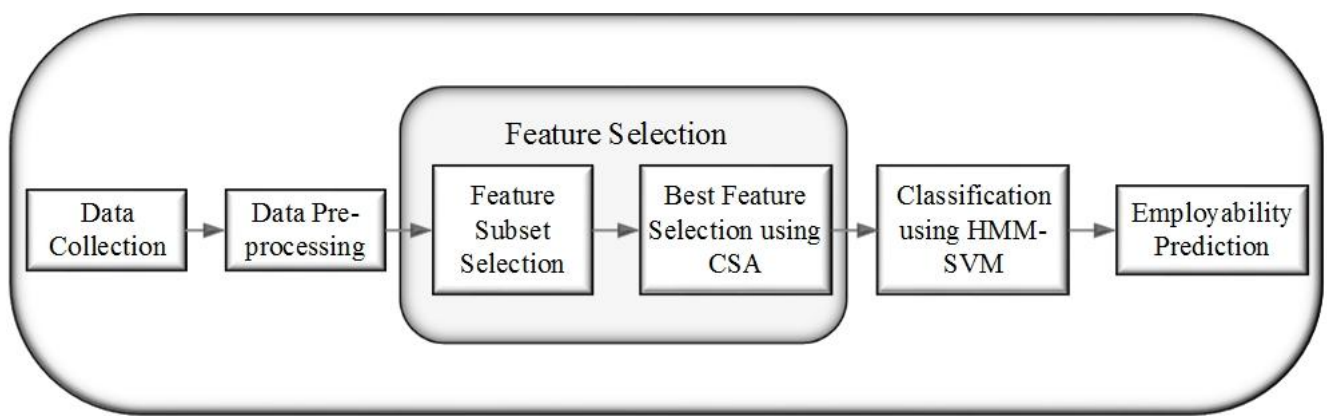 Feature Selection
Data
Collection
Data Pre-
processing
Feature
Subset
Selection
Best Feature
Selection using
CSA
Classification
using HMM-
SVM
Employability
Prediction